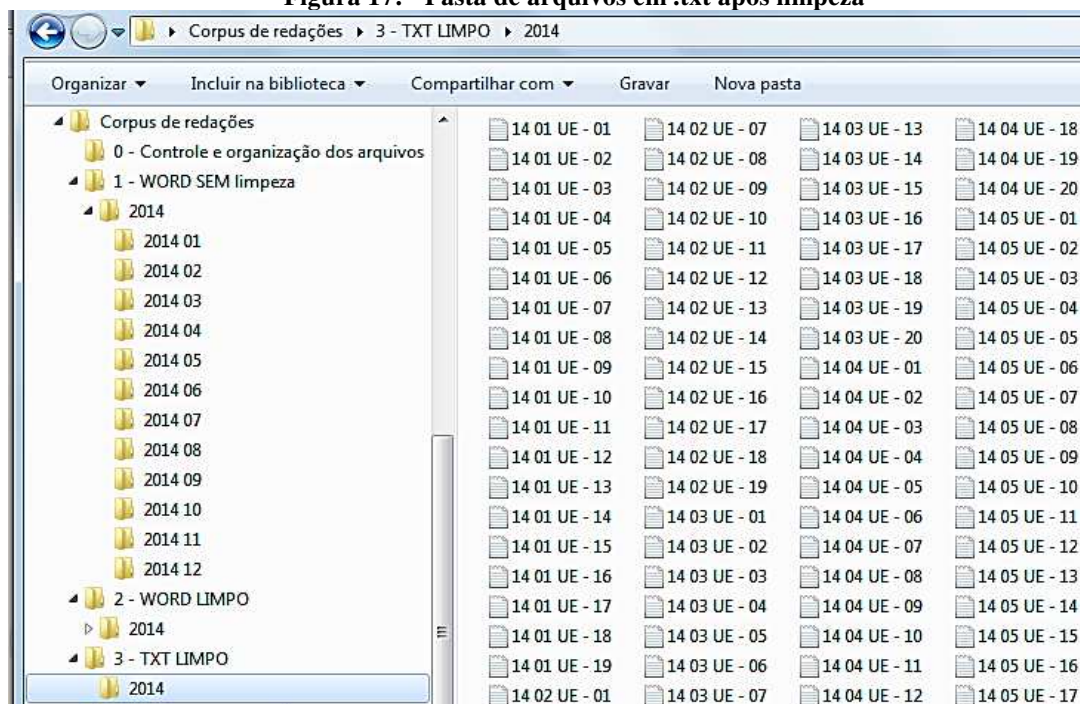 Figura 17: Pasta de arquivos em .txt após limpeza
Corpus de redações 3 - TXT LIMPO 2014
Organizar Incluir na biblioteca Compartilhar com Gravar Nova pasta
Corpus de redações
0 - Controle e organização dos arquivos
1 - WORD SEM limpeza
2014
2014 01
2014 02
2014 03
2014 04
2014 05
2014 06
2014 07
2014 08
2014 09
2014 10
2014 11
2014 12
2 - WORD LIMPO
2014
3 - TXT LIMPO
2014
14 01 UE - 01
14 01 UE - 02
14 01 UE - 03
14 01 UE - 04
14 01 UE - 05
14 01 UE - 06
14 01 UE - 07
14 01 UE - 08
14 01 UE - 09
14 01 UE - 10
14 01 UE - 11
14 01 UE - 12
14 01 UE - 13
14 01 UE - 14
14 01 UE - 15
14 01 UE - 16
14 01 UE - 17
14 01 UE - 18
14 01 UE - 19
14 02 UE - 01
14 02 UE - 07
14 02 UE - 08
14 02 UE - 09
14 02 UE - 10
14 02 UE - 11
14 02 UE - 12
14 02 UE - 13
14 02 UE - 14
14 02 UE - 15
14 02 UE - 16
14 02 UE - 17
14 02 UE - 18
14 02 UE - 19
14 03 UE - 01
14 03 UE - 02
14 03 UE - 03
14 03 UE - 04
14 03 UE - 05
14 03 UE - 06
14 03 UE - 07
14 03 UE - 13
14 03 UE - 14
14 03 UE - 15
14 03 UE - 16
14 03 UE - 17
14 03 UE - 18
14 03 UE - 19
14 03 UE - 20
14 04 UE - 01
14 04 UE - 02
14 04 UE - 03
14 04 UE - 04
14 04 UE - 05
14 04 UE - 06
14 04 UE - 07
14 04 UE - 08
14 04 UE - 09
14 04 UE - 10
14 04 UE - 11
14 04 UE - 12
14 04 UE - 18
14 04 UE - 19
14 04 UE - 20
14 05 UE - 01
14 05 UE - 02
14 05 UE - 03
14 05 UE - 04
14 05 UE - 05
14 05 UE - 06
14 05 UE - 07
14 05 UE - 08
14 05 UE - 09
14 05 UE - 10
14 05 UE - 11
14 05 UE - 12
14 05 UE - 13
14 05 UE - 14
14 05 UE - 15
14 05 UE - 16
14 05 UE - 17